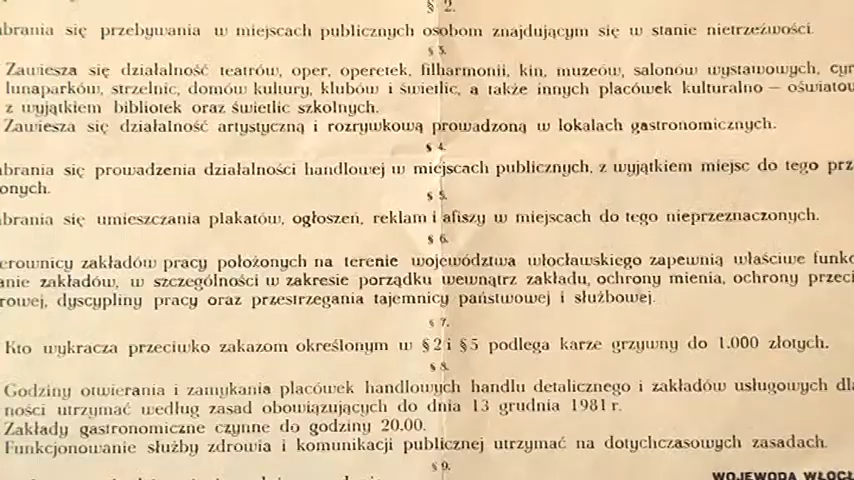 § 2.
brania się przebywania w miejscach publicznych osobom znajdującym się w stanie nietrzeźwości.
§ 3.
Zawiesza się działalność teatrów, oper, operetek, filharmonii, kin, muzeów, salonów wystawowych, cyr
lunaparków, strzelnic, domów kultury, klubów i świetlic, a także innych placówek kulturalno — oświatow
z wyjątkiem bibliotek oraz świetlic szkolnych.
Zawiesza się działalność artystyczną i rozrywkową prowadzoną w lokalach gastronomicznych.
§ 4.
brania się prowadzenia działalności handlowej w miejscach publicznych, z wyjątkiem miejsc do tego prz
onych.
§ 5.
brania się umieszczania plakatów, ogłoszeń, reklam i afiszy w miejscach do tego nieprzeznaczonych.
§ 6.
erownicy zakładów pracy położonych na terenie województwa włocławskiego zapewnią właściwe funkc
anie zakładów, w szczególności w zakresie porządku wewnątrz zakładu, ochrony mienia, ochrony przeci
rowej, dyscypliny pracy oraz przestrzegania tajemnicy państwowej i służbowej.
§ 7.
Kto wykracza przeciwko zakazom określonym w § 2 i § 5 podlega karze grzywny do 1.000 złotych.
§ 8.
Godziny otwierania i zamykania placówek handlowych handlu detalicznego i zakładów usługowych dla
ności utrzymać według zasad obowiązujących do dnia 13 grudnia 1981 r.
Zakłady gastronomiczne czynne do godziny 20.00.
Funkcjonowanie służby zdrowia i komunikacji publicznej utrzymać na dotychczasowych zasadach.
§ 9.
WOJEWODA WŁOCŁ